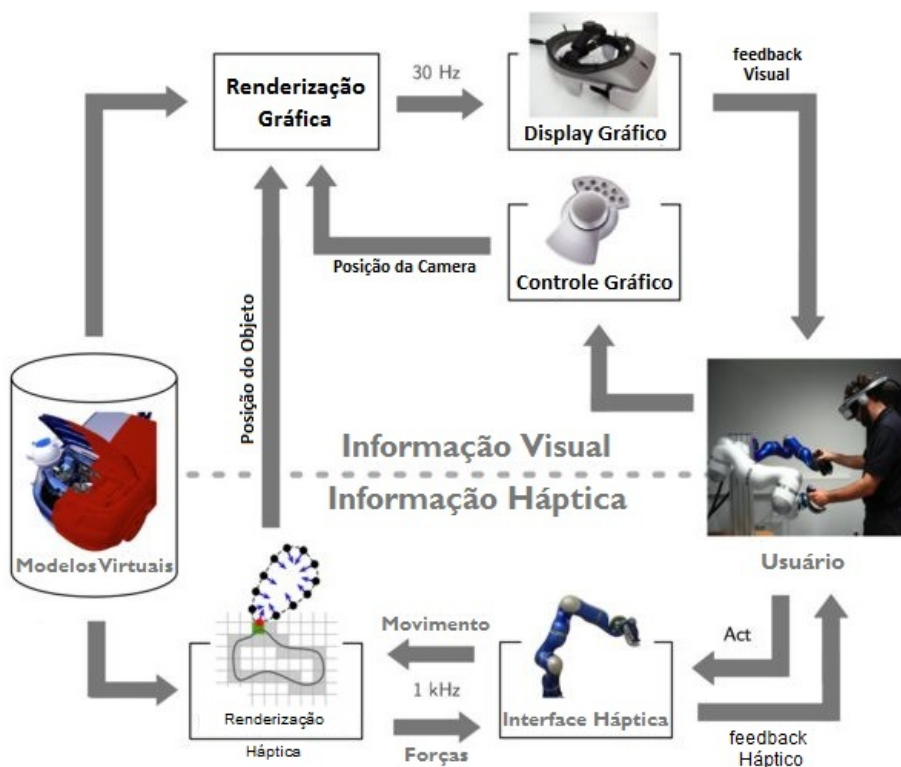 Renderização
Gráfica
30 Hz
Display Gráfico
feedback
Visual
Posição da Camera
Controle Gráfico
Posição do Objeto
Informação Visual
Informação Háptica
Modelos Virtuais
Usuário
Movimento
1 kHz
Forças
Renderização
Háptica
Interface Háptica
Act
feedback
Háptico